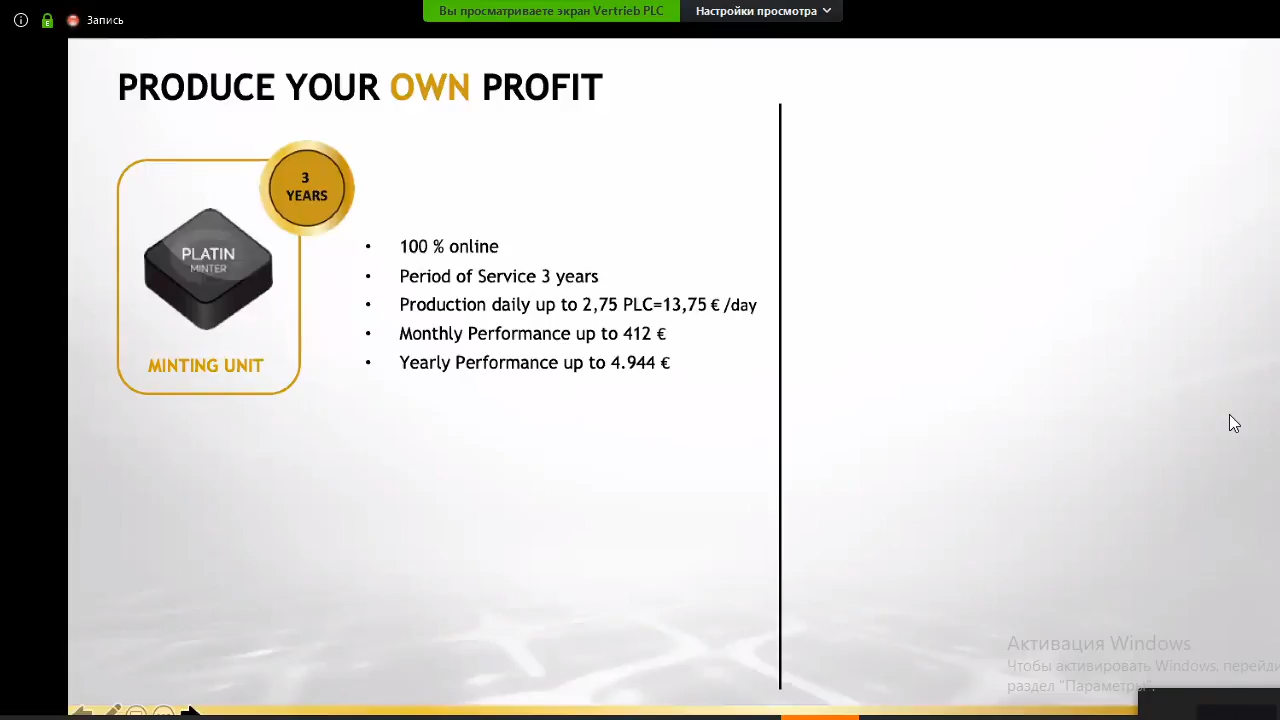 Запись
Вы просматриваете экран Vertrieb PLC
Настройки просмотра
PRODUCE YOUR OWN PROFIT
3
YEARS
PLATIN
MINTER
MINTING UNIT
• 100 % online
• Period of Service 3 years
• Production daily up to 2,75 PLC=13,75 € /day
• Monthly Performance up to 412 €
• Yearly Performance up to 4.944 €
Активация Windows
Чтобы активировать Windows, перейди
раздел "Параметры".